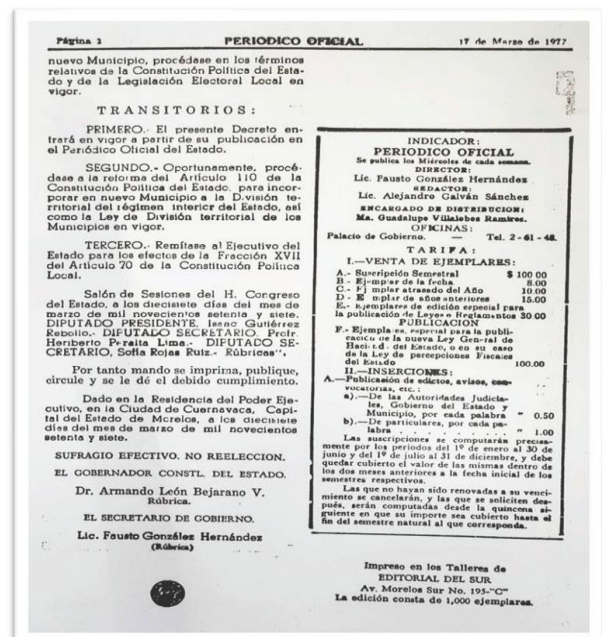 Página 2
PERIODICO OFICIAL
17 de Marzo de 1977
nuevo Municipio, procédase en los términos
relativos de la Constitución Política del Esta-
do y de la Legislación Electoral Local en
vigor.
TRANSITORIOS:
PRIMERO.- El presente Decreto en-
trará en vigor a partir de su publicación en
el Periódico Oficial del Estado.
SEGUNDO.- Oportunamente, procé-
dase a la reforma del Artículo 110 de la
Constitución Política del Estado, para incor-
porar en nuevo Municipio a la D.visión te-
rritorial del régimen interior del Estado, así
como la Ley de División territorial de los
Municipios en vigor.
TERCERO.- Remítase al Ejecutivo del
Estado para los efectos de la Fracción XVII
del Artículo 70 de la Constitución Política
Local.
Salón de Sesiones del H. Congreso
del Estado, a los diecisiete días del mes de
marzo de mil novecientos setenta y siete.
DIPUTADO PRESIDENTE, Isaac Gutiérrez
Rebollo.- DIPUTADO SECRETARIO, Profr.
Heriberto Peralta Lima.- DIPUTADO SE-
CRETARIO, Sofía Rojas Ruiz.- Rúbricas".
Por tanto mando se imprima, publique,
circule y se le dé el debido cumplimiento.
Dado en la Residencia del Poder Eje-
cutivo, en la Ciudad de Cuernavaca, Capi-
tal del Estado de Morelos, a los diecisiete
días del mes de marzo de mil novecientos
setenta y siete.
SUFRAGIO EFECTIVO. NO REELECCION.
EL GOBERNADOR CONSTL. DEL ESTADO.
Dr. Armando León Bejarano V.
Rúbrica.
EL SECRETARIO DE GOBIERNO.
Lic. Fausto González Hernández
(Rúbrica)
INDICADOR:
PERIODICO OFICIAL
Se publica los Miércoles de cada semana.
DIRECTOR:
Lic. Fausto González Hernández
REDACTOR:
Lic. Alejandro Galván Sánchez
ENCARGADO DE DISTRIBUCION:
Ma. Guadalupe Villalobos Ramires.
OFICINAS:
Palacio de Gobierno. — Tel. 2-61-48.
TARIFA:
I.—VENTA DE EJEMPLARES:
A.- Suscripción Semestral $ 100 00
B - Ejemplar de la fecha 8.00
C.- Ej mplar atrasado del Año 10.00
D - E mplar de años anteriores 15.00
E.- Ejemplares de edición especial para
la publicación de Leyes o Reglamentos 30.00
PUBLICACION
F.- Ejemplares, especial para la publi-
cación de la nueva Ley General de
Haci nd. del Estado, o en su caso
de la Ley de percepciones Fiscales
del Estado 100.00
II.—INSERCIONES:
A.—Publicación de edictos, avisos, con-
vocatorias, etc.:
a).—De las Autoridades Judicia-
les, Gobierno del Estado y
Municipio, por cada palabra " 0.50
b).—De particulares, por cada pa-
labra . . . . . . . " 1.00
Las suscripciones se computarán precisa-
mente por los periodos del 1º de enero al 30 de
junio y del 1º de julio al 31 de diciembre, y debe
quedar cubierto el valor de las mismas dentro de
los dos meses anteriores a la fecha inicial de los
semestres respectivos.
Las que no hayan sido renovadas a su venci-
miento se cancelarán, y las que se soliciten des-
pués, serán computadas desde la quincena si-
guiente en que su importe sea cubierto hasta el
fin del semestre natural al que corresponda.
Impreso en los Talleres de
EDITORIAL DEL SUR
Av. Morelos Sur No. 195-"C"
La edición consta de 1,000 ejemplares.